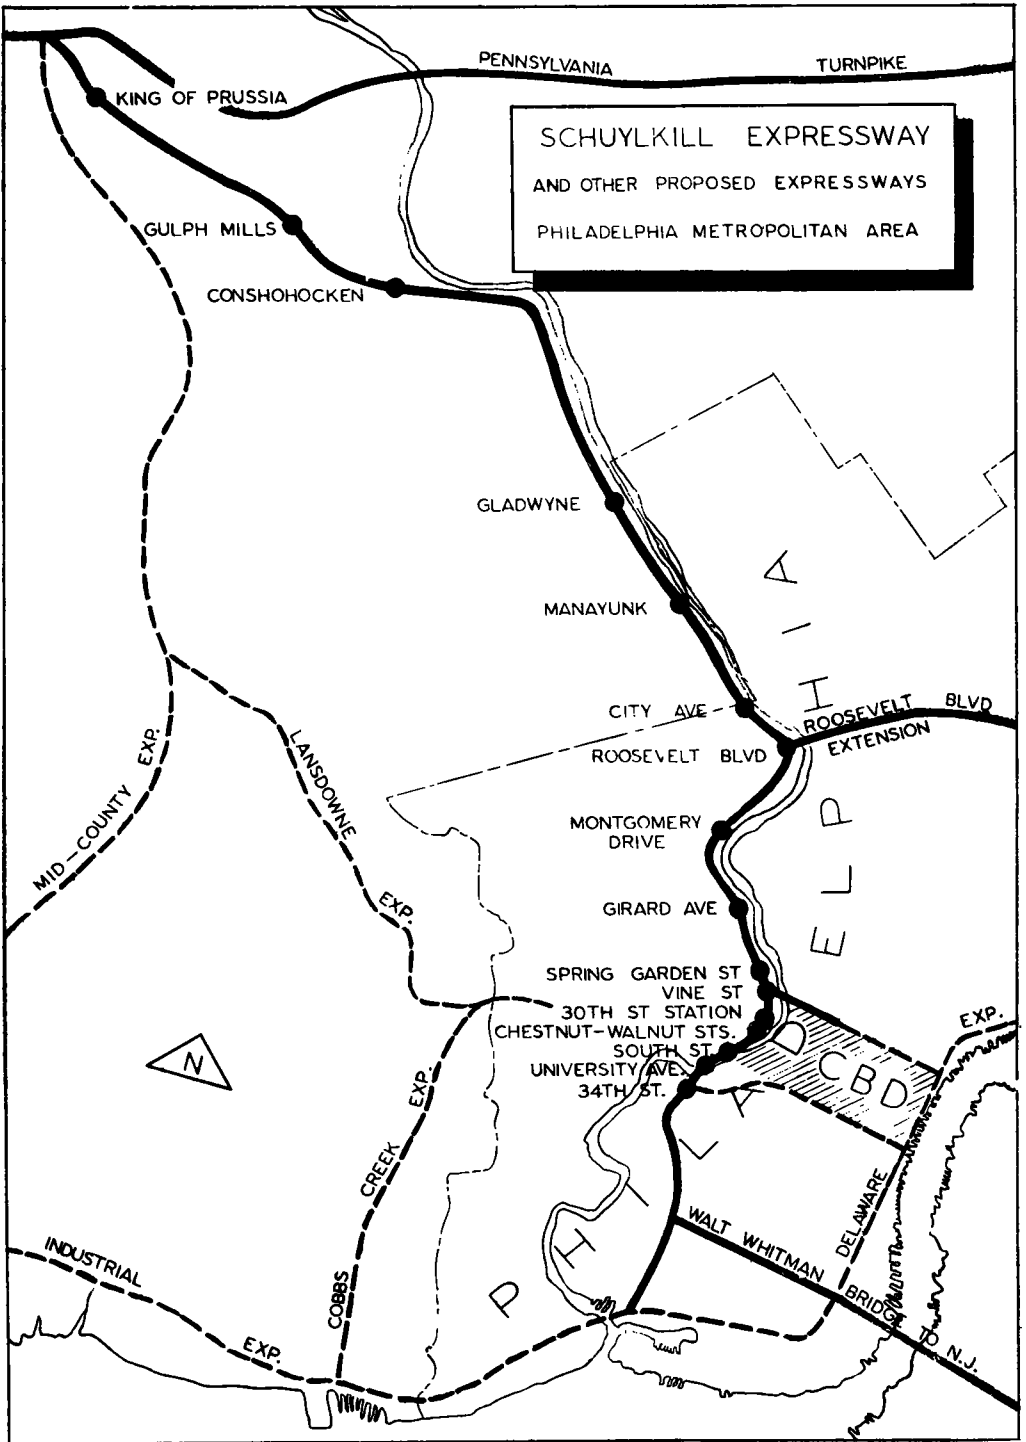 PENNSYLVANIA TURNPIKE
KING OF PRUSSIA
SCHUYLKILL EXPRESSWAY
AND OTHER PROPOSED EXPRESSWAYS
PHILADELPHIA METROPOLITAN AREA
GULPH MILLS
CONSHOHOCKEN
GLADWYNE
MANAYUNK
CITY AVE
ROOSEVELT BLVD
EXTENSION
ROOSEVELT BLVD
MID-COUNTY EXP.
LANSDOWNE EXP.
MONTGOMERY
DRIVE
GIRARD AVE
SPRING GARDEN ST
VINE ST
30TH ST STATION
CHESTNUT-WALNUT STS.
SOUTH ST.
UNIVERSITY AVE.
34TH ST.
CBD
N
PHILADELPHIA
DELAWARE EXP.
COBBS CREEK EXP.
WALT WHITMAN BRIDGE TO N.J.
INDUSTRIAL EXP.